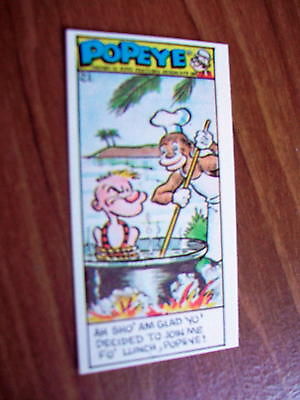 POPEYE
21
AH SHO' AM GLAD YO'
DECIDED TO JOIN ME
FO' LUNCH, POPEYE!